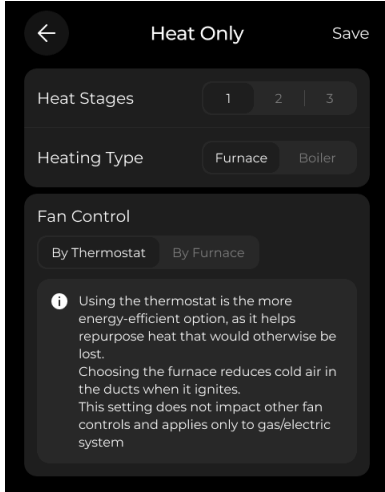 Heat Only
Save
Heat Stages
1
2
3
Heating Type
Furnace
Boiler
Fan Control
By Thermostat
By Furnace
Using the thermostat is the more
energy-efficient option, as it helps
repurpose heat that would otherwise be
lost.
Choosing the furnace reduces cold air in
the ducts when it ignites.
This setting does not impact other fan
controls and applies only to gas/electric
system